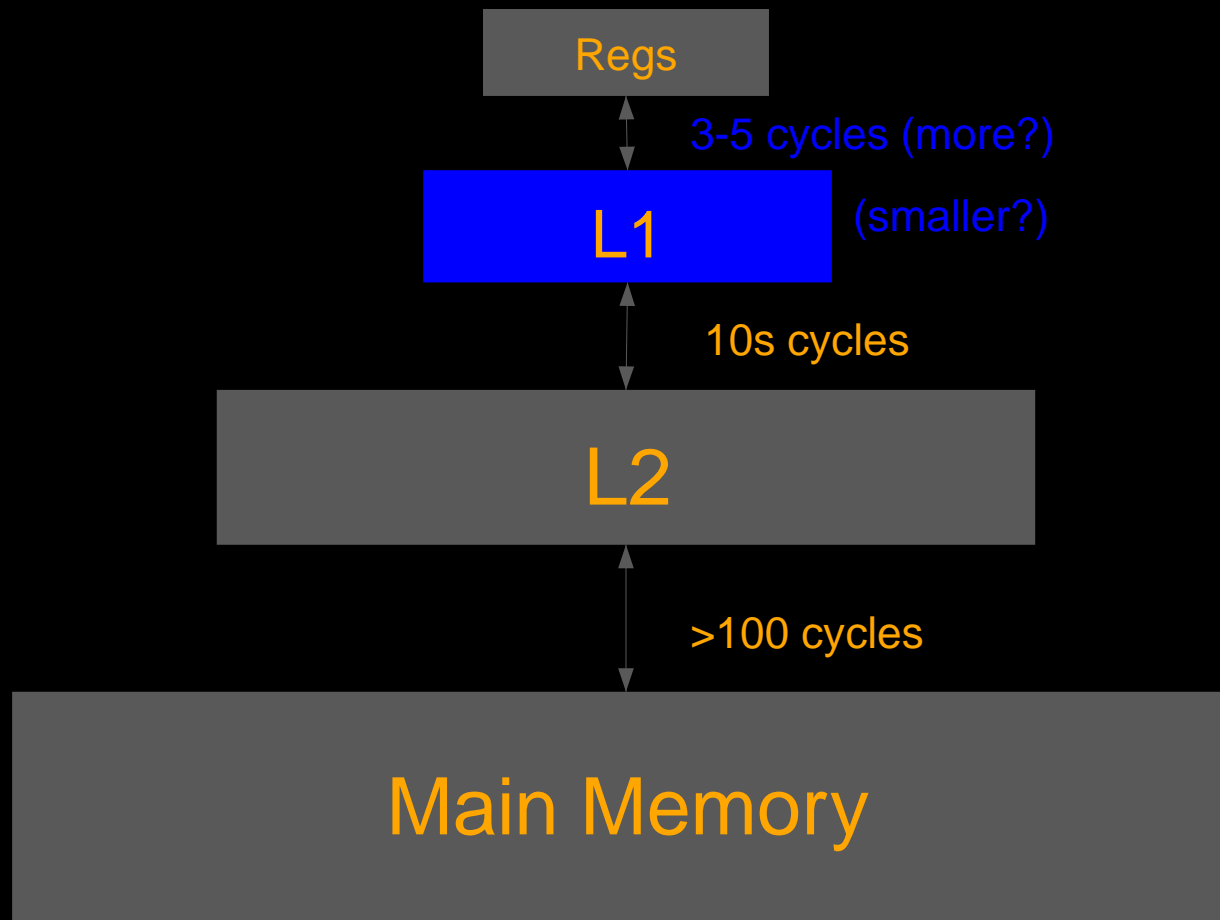 Regs
3-5 cycles (more?)
L1
(smaller?)
10s cycles
L2
>100 cycles
Main Memory